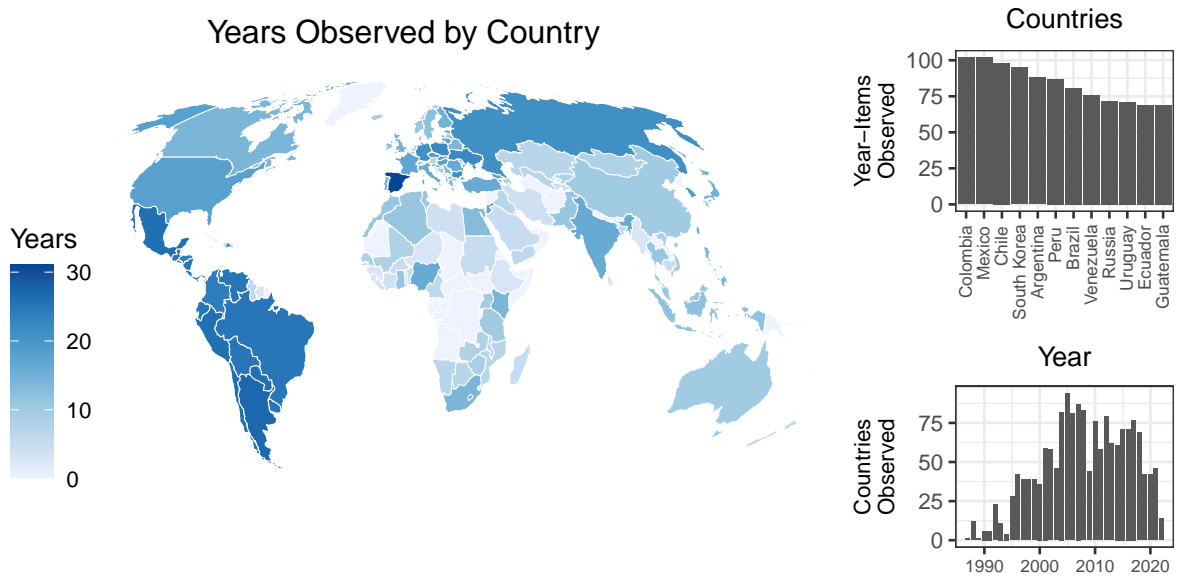 Years Observed by Country
Years
30
20
10
0
Countries
Year−Items
Observed
100
75
50
25
0
Colombia
Mexico
Chile
South Korea
Argentina
Peru
Brazil
Venezuela
Russia
Uruguay
Ecuador
Guatemala
Year
Countries
Observed
75
50
25
0
1990
2000
2010
2020